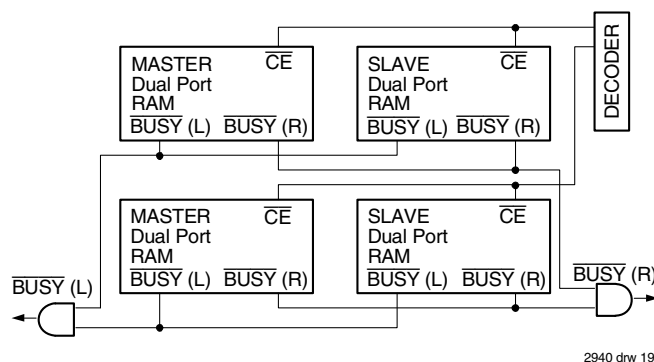 MASTER
Dual Port
RAM
CE
BUSY (L) BUSY (R)
SLAVE
Dual Port
RAM
CE
BUSY (L) BUSY (R)
DECODER
MASTER
Dual Port
RAM
CE
BUSY (L) BUSY (R)
SLAVE
Dual Port
RAM
CE
BUSY (L) BUSY (R)
BUSY (L)
BUSY (R)
2940 drw 19